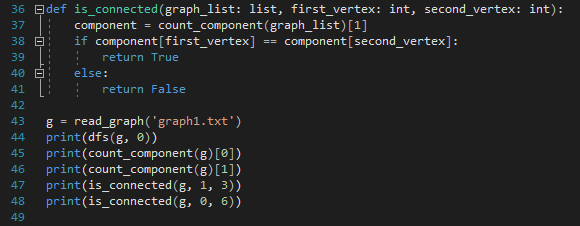 36 def is_connected(graph_list: list, first_vertex: int, second_vertex: int):
37     component = count_component(graph_list)[1]
38     if component[first_vertex] == component[second_vertex]:
39         return True
40     else:
41         return False
42
43 g = read_graph('graph1.txt')
44 print(dfs(g, 0))
45 print(count_component(g)[0])
46 print(count_component(g)[1])
47 print(is_connected(g, 1, 3))
48 print(is_connected(g, 0, 6))
49